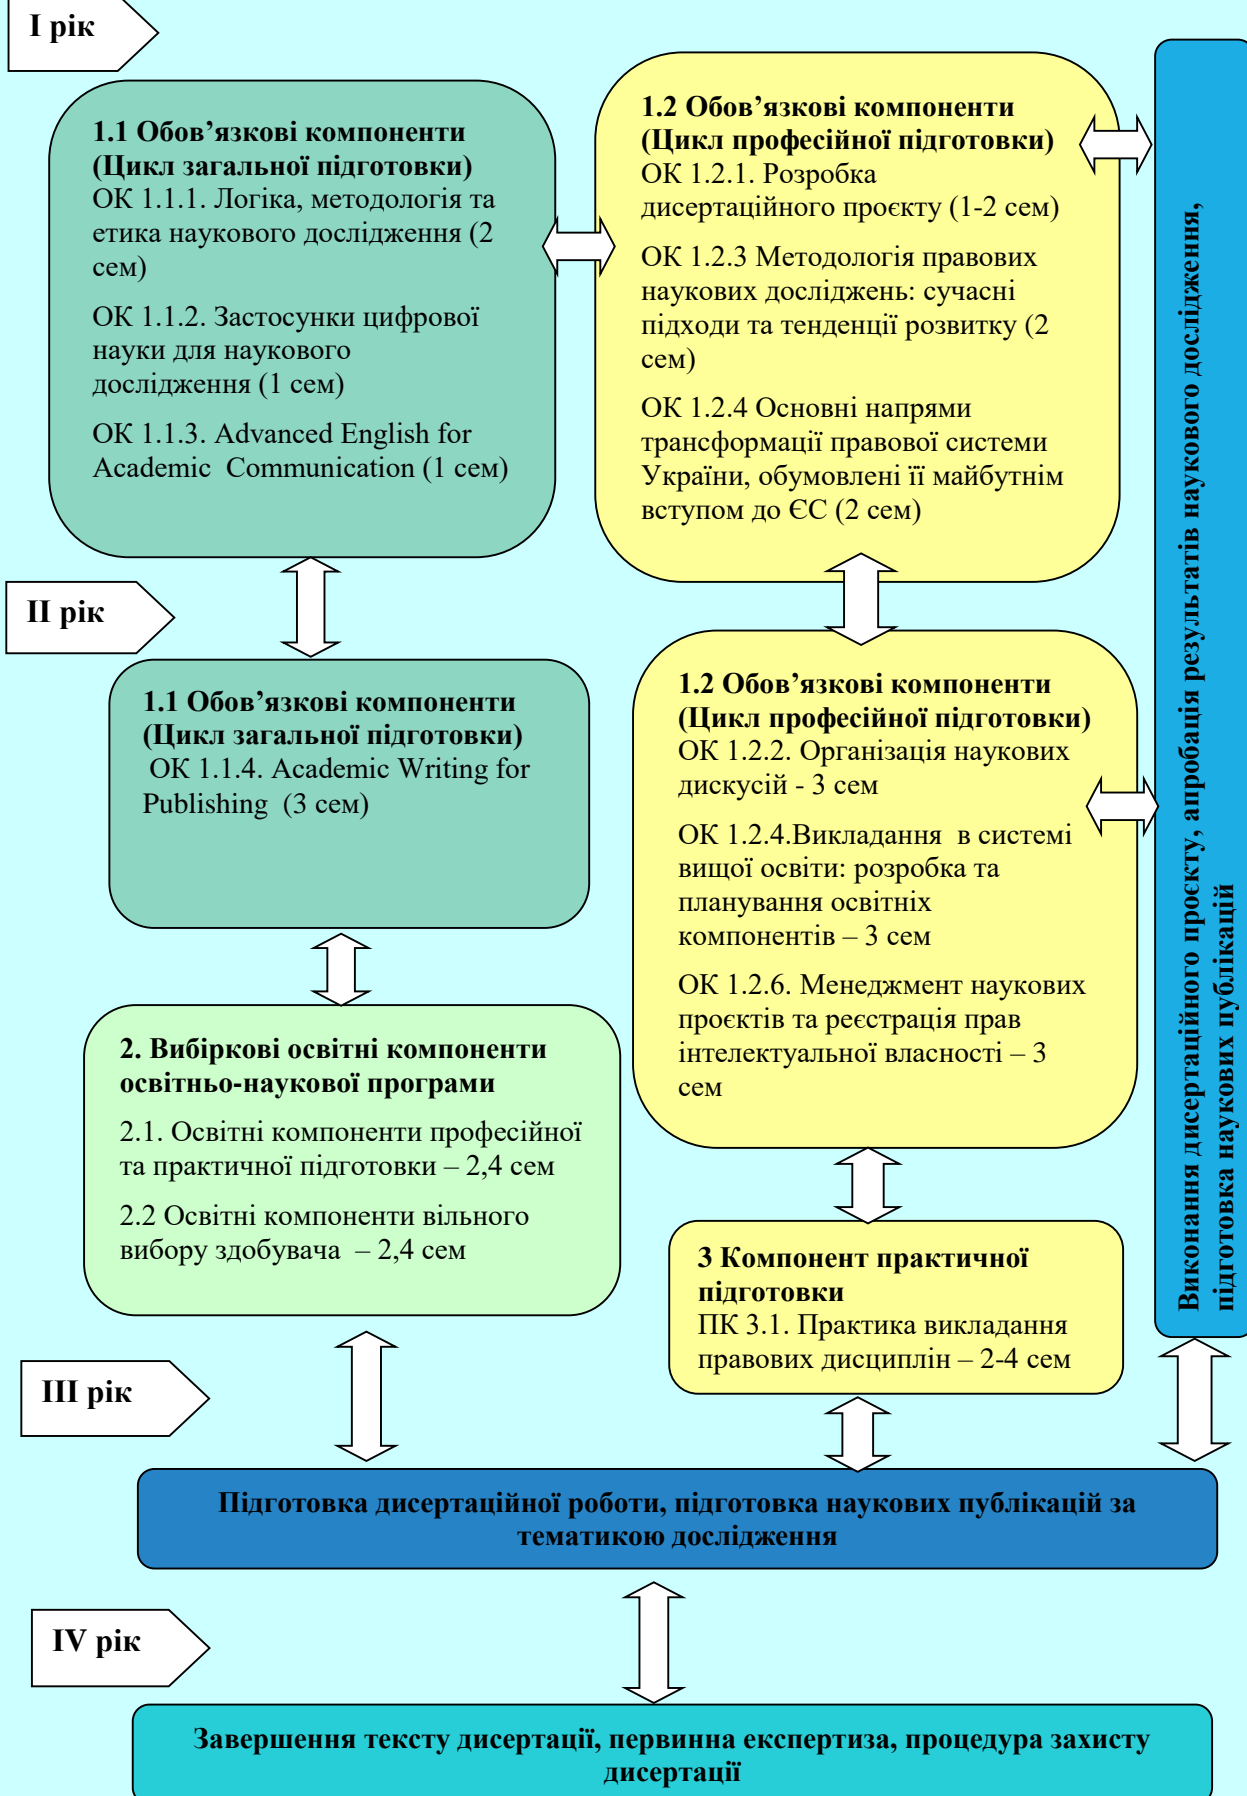 І рік
1.1 Обов’язкові компоненти
(Цикл загальної підготовки)
ОК 1.1.1. Логіка, методологія та
етика наукового дослідження (2
сем)
ОК 1.1.2. Застосунки цифрової
науки для наукового
дослідження (1 сем)
ОК 1.1.3. Advanced English for
Academic  Communication (1 сем)
1.2 Обов’язкові компоненти
(Цикл професійної підготовки)
ОК 1.2.1. Розробка
дисертаційного проєкту (1-2 сем)
ОК 1.2.3 Методологія правових
наукових досліджень: сучасні
підходи та тенденції розвитку (2
сем)
ОК 1.2.4 Основні напрями
трансформації правової системи
України, обумовлені її майбутнім
вступом до ЄС (2 сем)
Виконання дисертаційного проєкту, апробація результатів наукового дослідження,
підготовка наукових публікацій
ІІ рік
1.1 Обов’язкові компоненти
(Цикл загальної підготовки)
ОК 1.1.4. Academic Writing for
Publishing  (3 сем)
1.2 Обов’язкові компоненти
(Цикл професійної підготовки)
ОК 1.2.2. Організація наукових
дискусій - 3 сем
ОК 1.2.4.Викладання  в системі
вищої освіти: розробка та
планування освітніх
компонентів – 3 сем
ОК 1.2.6. Менеджмент наукових
проєктів та реєстрація прав
інтелектуальної власності – 3
сем
2. Вибіркові освітні компоненти
освітньо-наукової програми
2.1. Освітні компоненти професійної
та практичної підготовки – 2,4 сем
2.2 Освітні компоненти вільного
вибору здобувача  – 2,4 сем
3 Компонент практичної
підготовки
ПК 3.1. Практика викладання
правових дисциплін – 2-4 сем
ІІІ рік
Підготовка дисертаційної роботи, підготовка наукових публікацій за
тематикою дослідження
IV рік
Завершення тексту дисертації, первинна експертиза, процедура захисту
дисертації